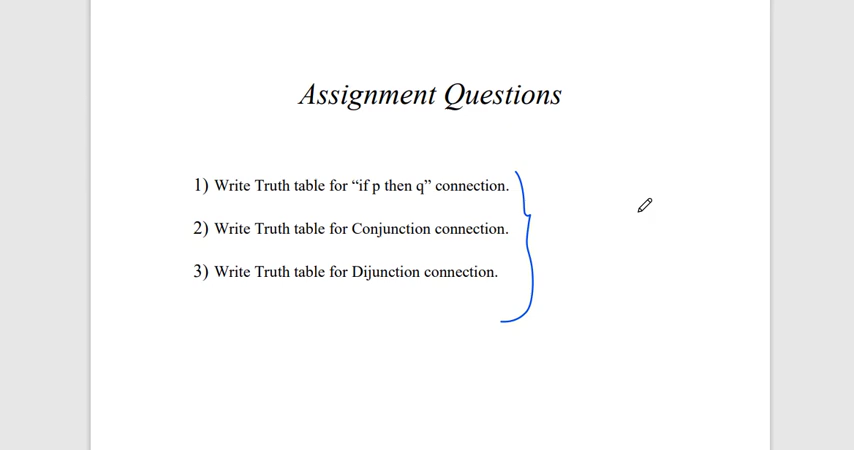 Assignment Questions
1) Write Truth table for “if p then q” connection.
2) Write Truth table for Conjunction connection.
3) Write Truth table for Dijunction connection.